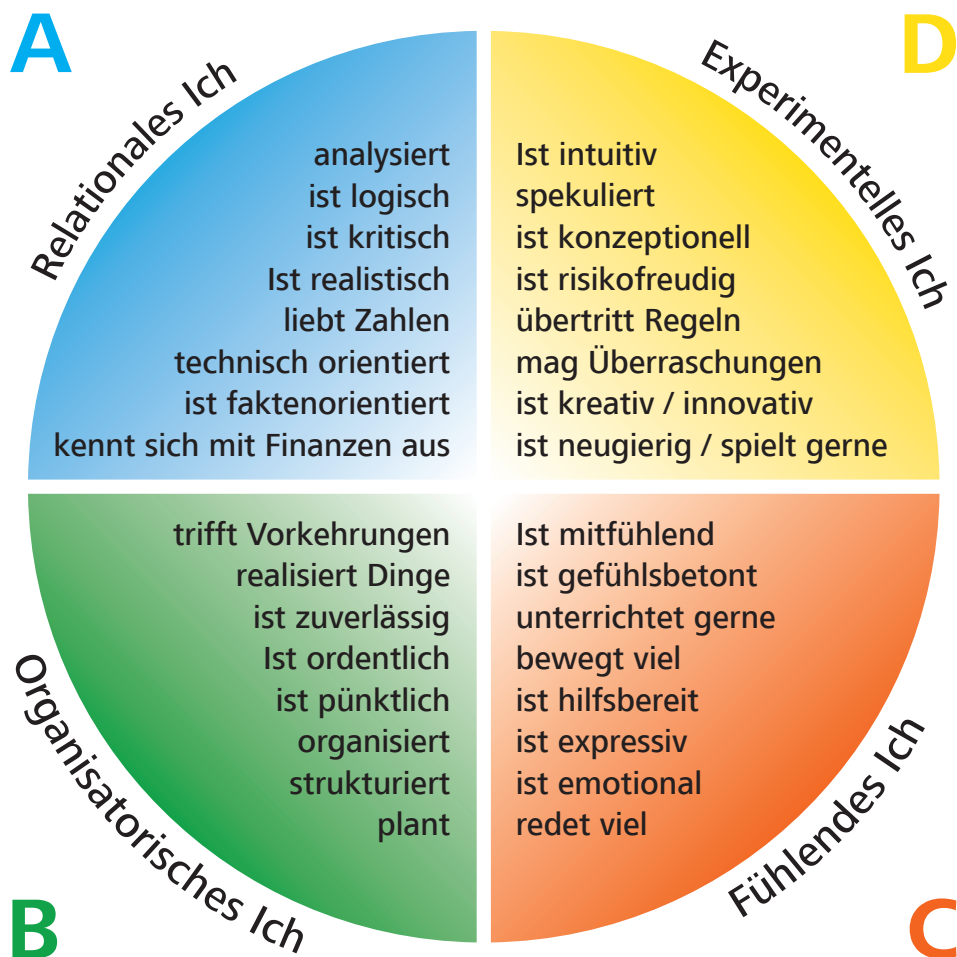 A
Relationales Ich
analysiert
ist logisch
ist kritisch
Ist realistisch
liebt Zahlen
technisch orientiert
ist faktenorientiert
kennt sich mit Finanzen aus
D
Experimentelles Ich
Ist intuitiv
spekuliert
ist konzeptionell
ist risikofreudig
übertritt Regeln
mag Überraschungen
ist kreativ / innovativ
ist neugierig / spielt gerne
B
Organisatorisches Ich
trifft Vorkehrungen
realisiert Dinge
ist zuverlässig
Ist ordentlich
ist pünktlich
organisiert
strukturiert
plant
C
Fühlendes Ich
Ist mitfühlend
ist gefühlsbetont
unterrichtet gerne
bewegt viel
ist hilfsbereit
ist expressiv
ist emotional
redet viel